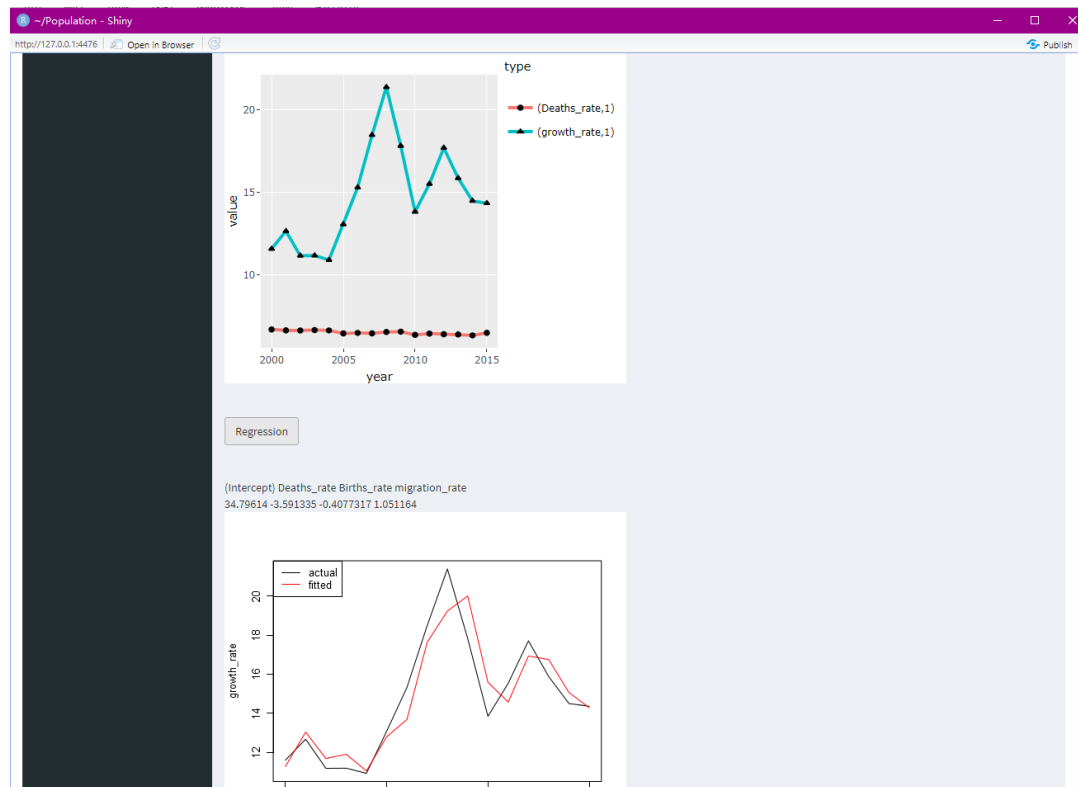 ~/Population - Shiny
http://127.0.0.1:4476 Open in Browser Publish
type
(Deaths_rate,1)
(growth_rate,1)
20
15
10
value
2000 2005 2010 2015
year
Regression
(Intercept) Deaths_rate Births_rate migration_rate
34.79614 -3.591335 -0.4077317 1.051164
actual
fitted
20
18
16
14
12
growth_rate